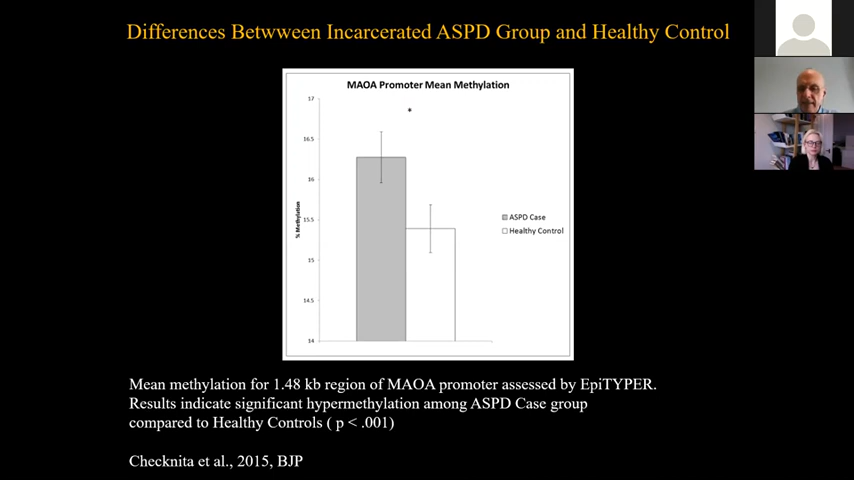 Differences Betwween Incarcerated ASPD Group and Healthy Control
MAOA Promoter Mean Methylation
*
17
16.5
16
15.5
15
14.5
14
% Methylation
ASPD Case
Healthy Control
Mean methylation for 1.48 kb region of MAOA promoter assessed by EpiTYPER.
Results indicate significant hypermethylation among ASPD Case group
compared to Healthy Controls ( p < .001)
Checknita et al., 2015, BJP